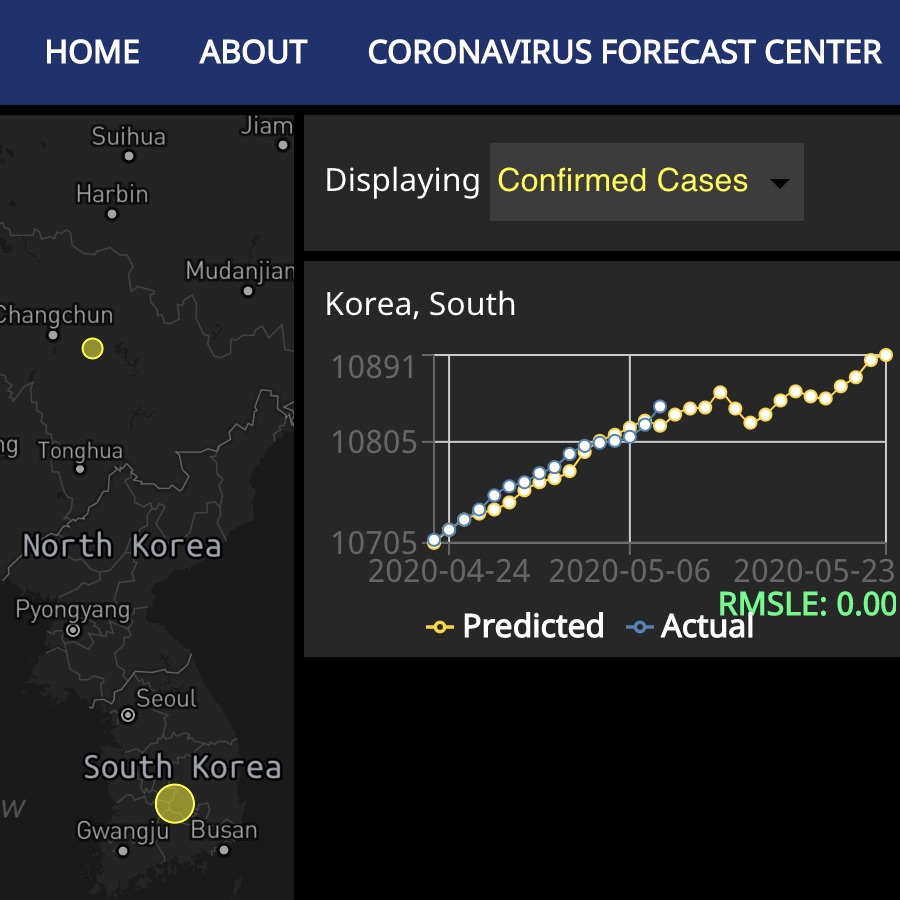 HOME ABOUT CORONAVIRUS FORECAST CENTER
Suihua
Jiam
Harbin
Mudanjian
Changchun
ng
Tonghua
North Korea
Pyongyang
Seoul
South Korea
w
Gwangju
Busan
Displaying Confirmed Cases
Korea, South
10891
10805
10705
2020-04-24 2020-05-06 2020-05-23
RMSLE: 0.00
Predicted Actual